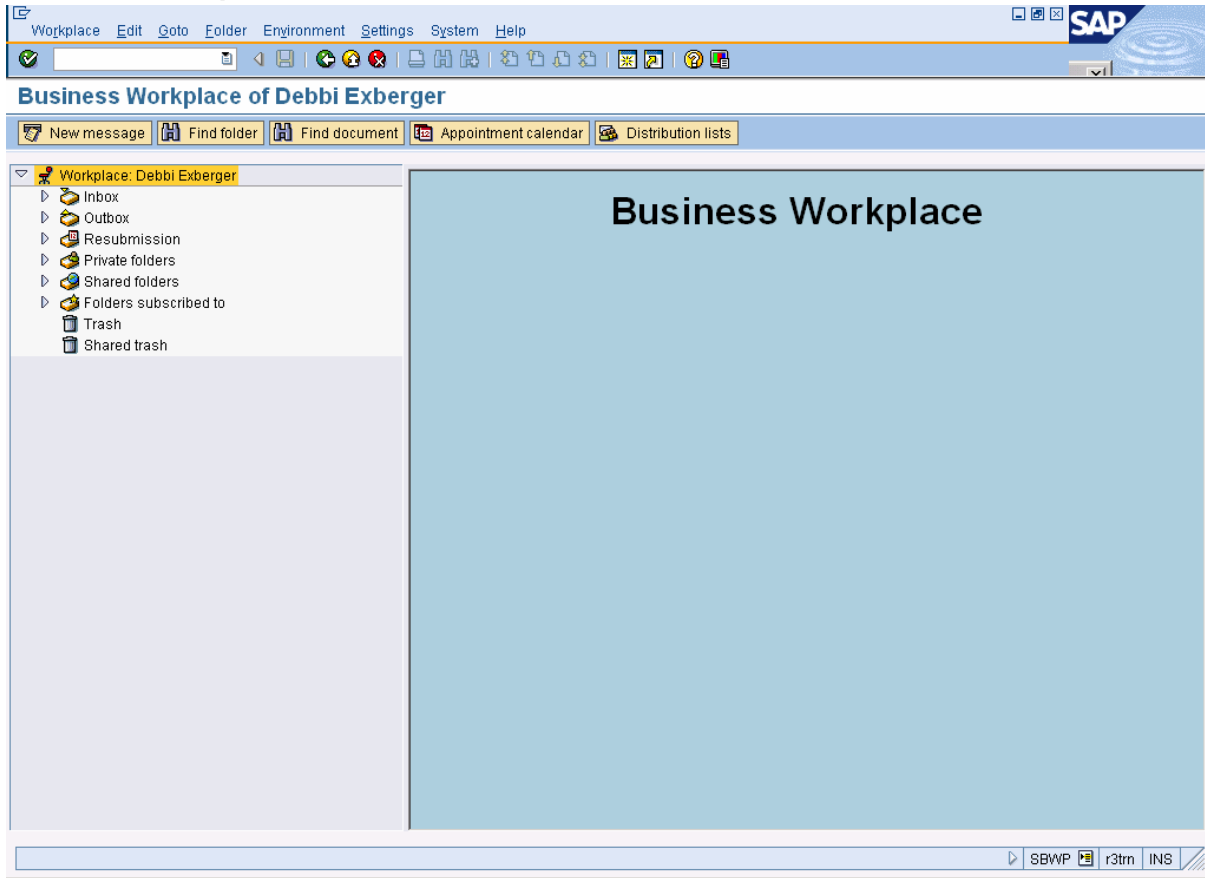 Workplace Edit Goto Folder Environment Settings System Help
SAP
Business Workplace of Debbi Exberger
New message Find folder Find document 12 Appointment calendar Distribution lists
Workplace: Debbi Exberger
Inbox
Outbox
Resubmission
Private folders
Shared folders
Folders subscribed to
Trash
Shared trash
Business Workplace
SBWP r3trn INS